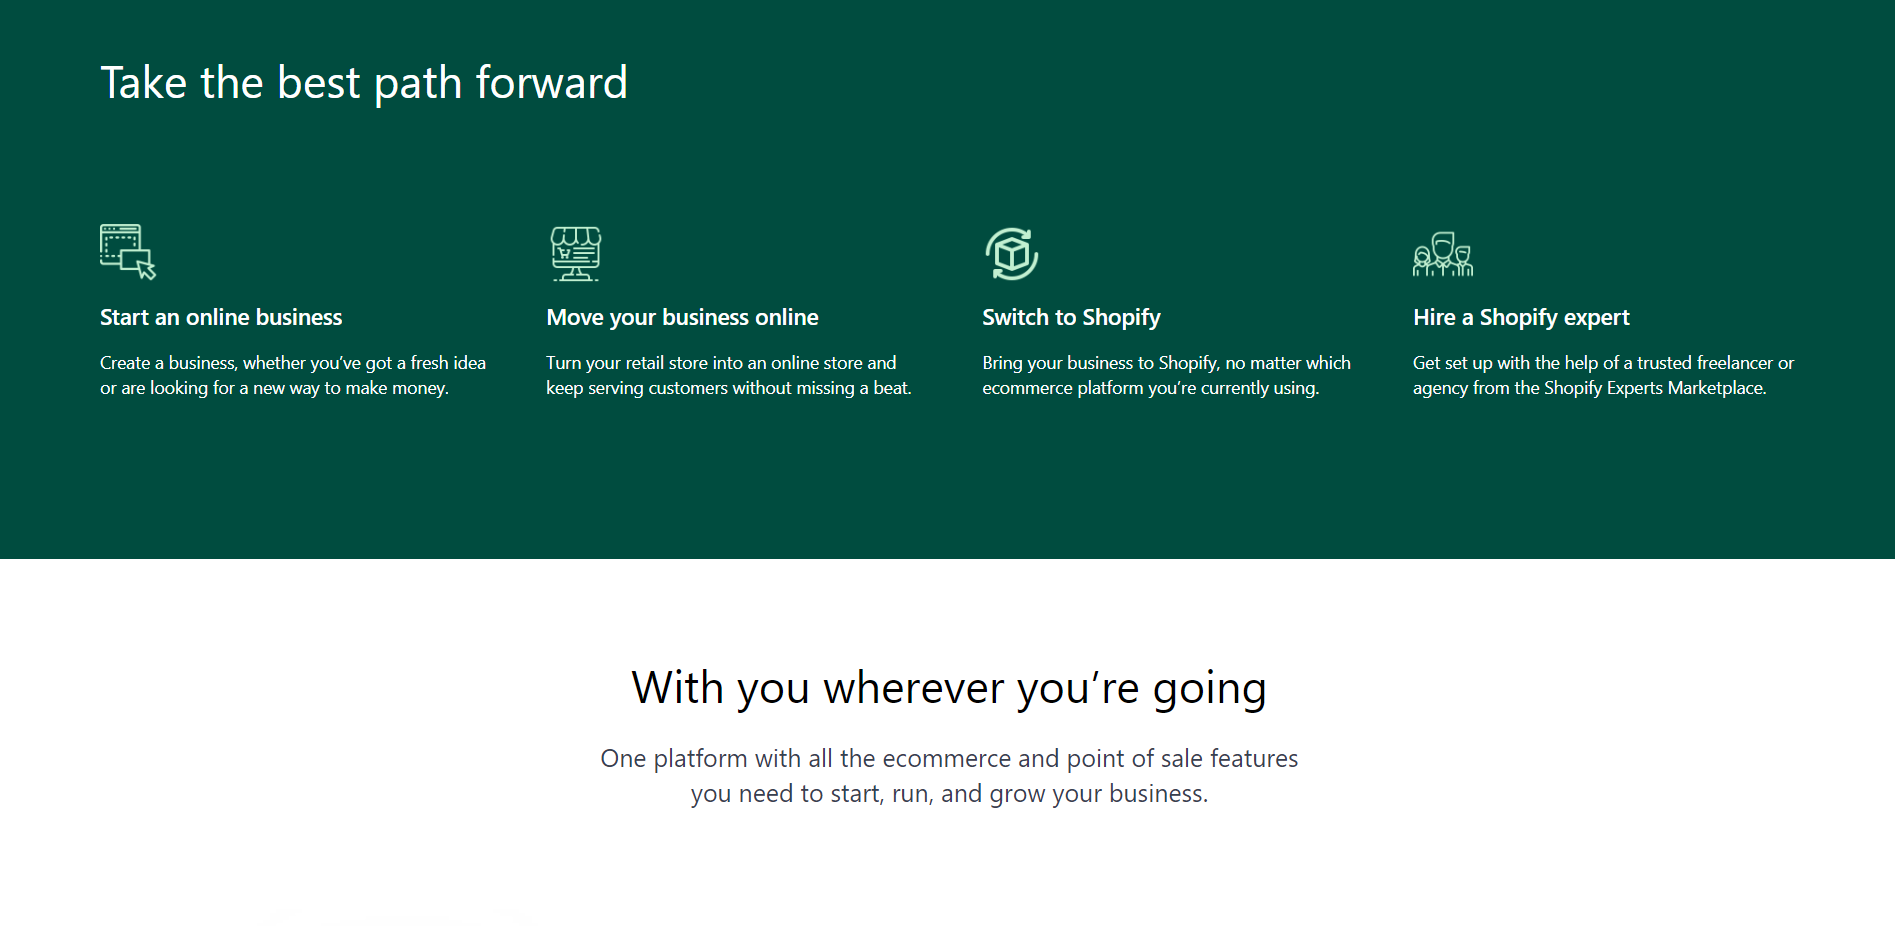 Take the best path forward
Start an online business
Create a business, whether you’ve got a fresh idea
or are looking for a new way to make money.
Move your business online
Turn your retail store into an online store and
keep serving customers without missing a beat.
Switch to Shopify
Bring your business to Shopify, no matter which
ecommerce platform you’re currently using.
Hire a Shopify expert
Get set up with the help of a trusted freelancer or
agency from the Shopify Experts Marketplace.
With you wherever you’re going
One platform with all the ecommerce and point of sale features
you need to start, run, and grow your business.